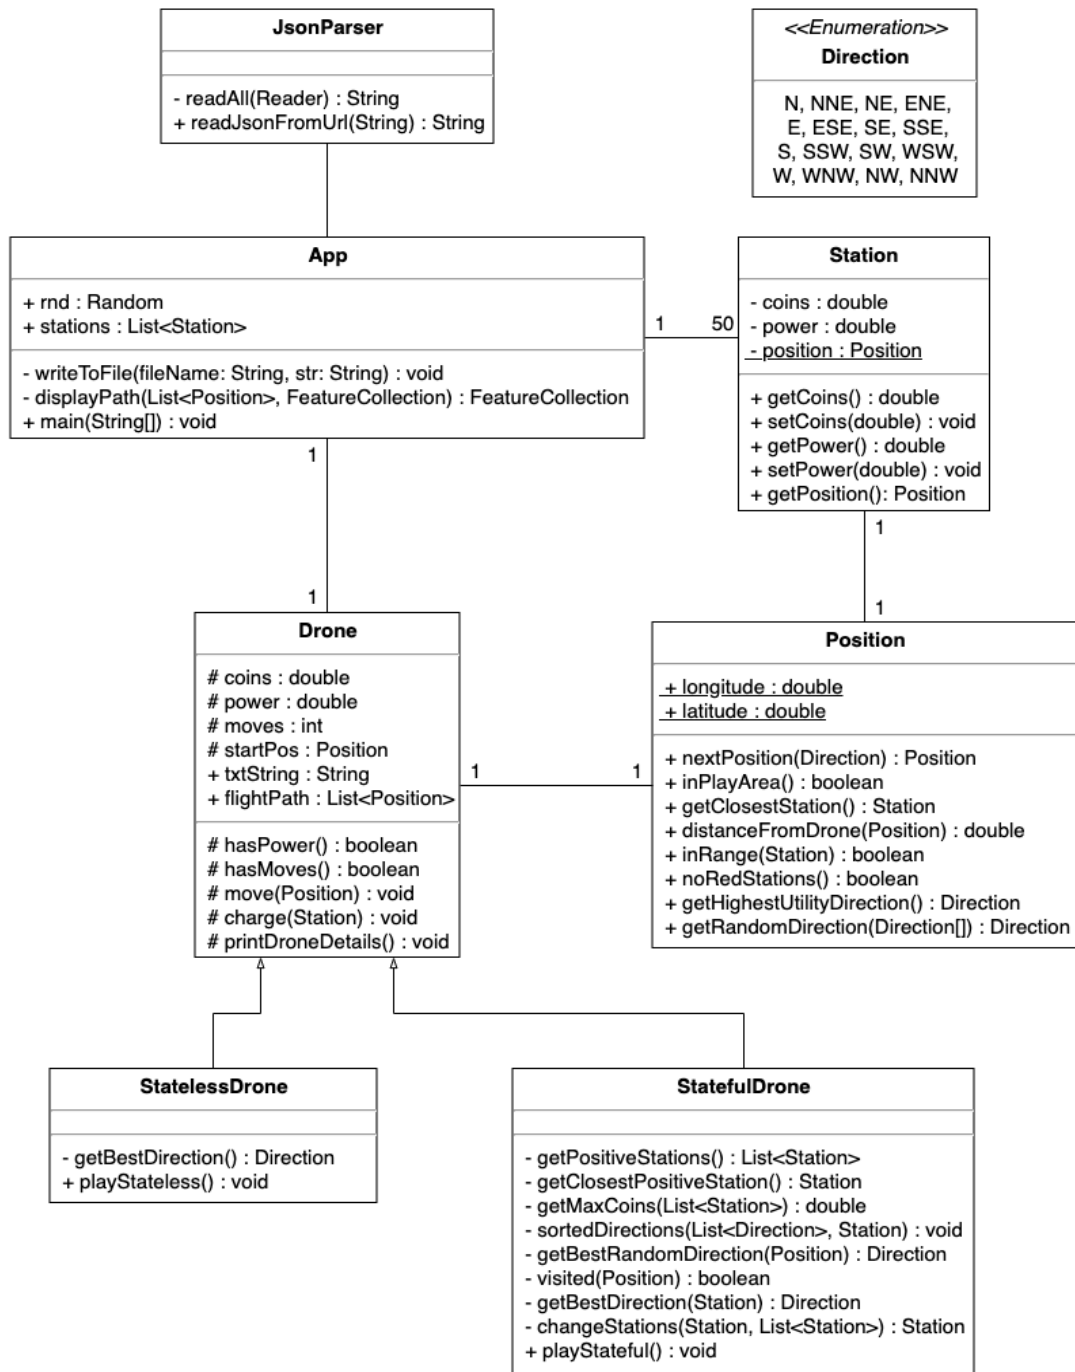 JsonParser
- readAll(Reader) : String
+ readJsonFromUrl(String) : String
<<Enumeration>>
Direction
N, NNE, NE, ENE,
E, ESE, SE, SSE,
S, SSW, SW, WSW,
W, WNW, NW, NNW
App
+ rnd : Random
+ stations : List<Station>
- writeToFile(fileName: String, str: String) : void
- displayPath(List<Position>, FeatureCollection) : FeatureCollection
+ main(String[]) : void
1
50
Station
- coins : double
- power : double
- position : Position
+ getCoins() : double
+ setCoins(double) : void
+ getPower() : double
+ setPower(double) : void
+ getPosition(): Position
1
1
1
1
Drone
# coins : double
# power : double
# moves : int
# startPos : Position
+ txtString : String
+ flightPath : List<Position>
# hasPower() : boolean
# hasMoves() : boolean
# move(Position) : void
# charge(Station) : void
# printDroneDetails() : void
1
1
Position
+ longitude : double
+ latitude : double
+ nextPosition(Direction) : Position
+ inPlayArea() : boolean
+ getClosestStation() : Station
+ distanceFromDrone(Position) : double
+ inRange(Station) : boolean
+ noRedStations() : boolean
+ getHighestUtilityDirection() : Direction
+ getRandomDirection(Direction[]) : Direction
StatelessDrone
- getBestDirection() : Direction
+ playStateless() : void
StatefulDrone
- getPositiveStations() : List<Station>
- getClosestPositiveStation() : Station
- getMaxCoins(List<Station>) : double
- sortedDirections(List<Direction>, Station) : void
- getBestRandomDirection(Position) : Direction
- visited(Position) : boolean
- getBestDirection(Station) : Direction
- changeStations(Station, List<Station>) : Station
+ playStateful() : void